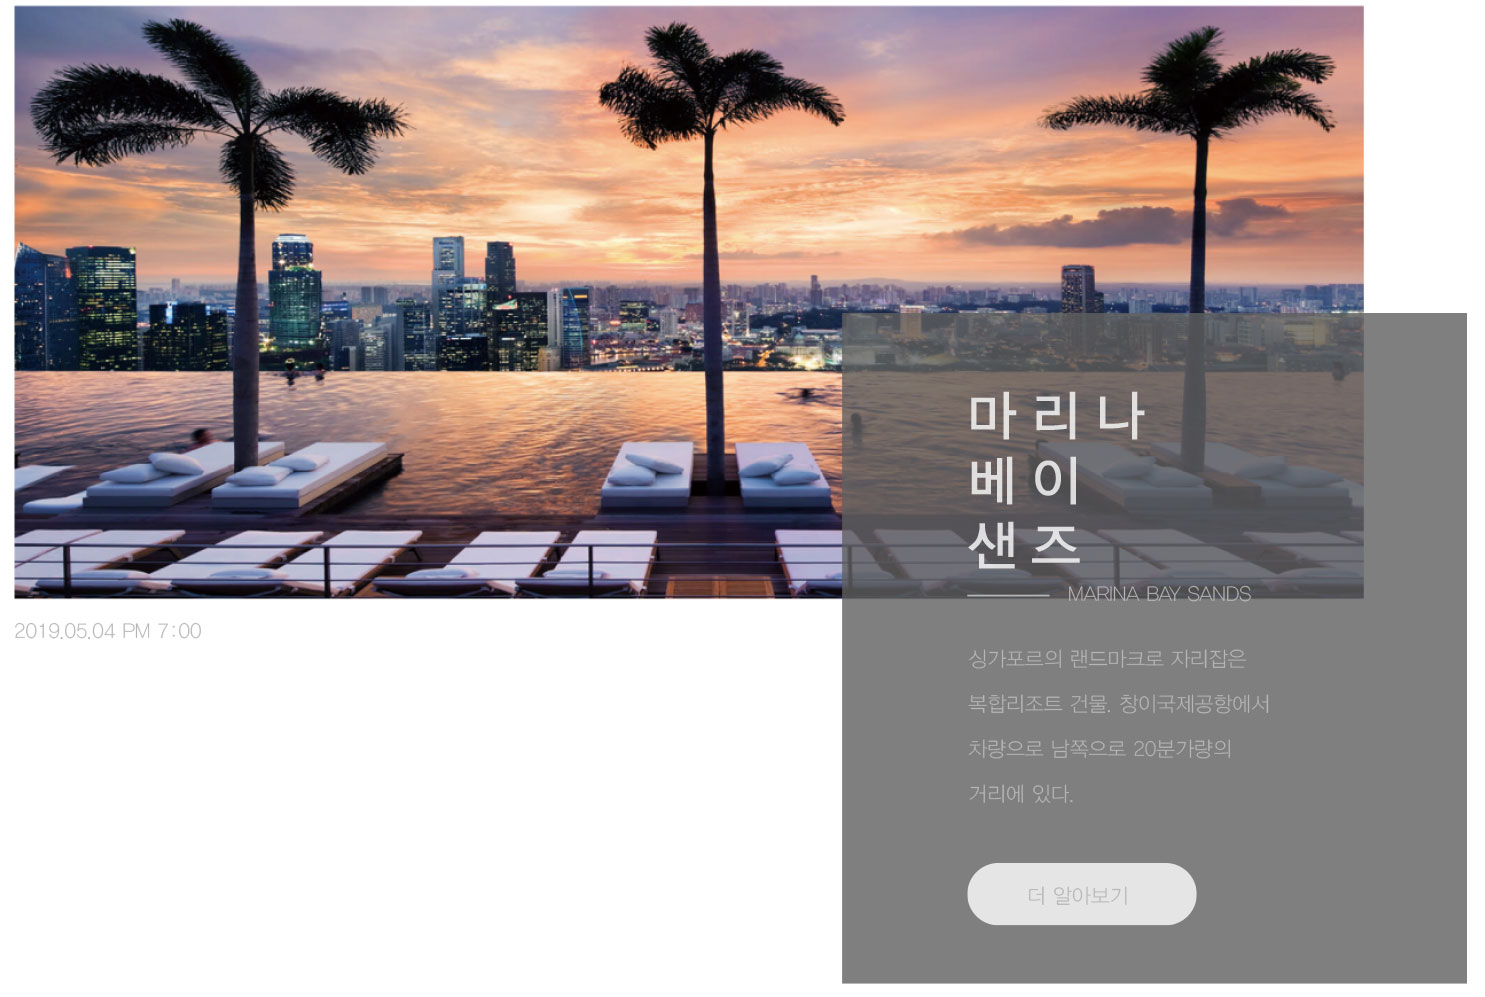 마리나
베이
샌즈
MARINA BAY SANDS
싱가포르의 랜드마크로 자리잡은
복합리조트 건물. 창이국제공항에서
차량으로 남쪽으로 20분가량의
거리에 있다.
더 알아보기
2019.05.04 PM 7:00